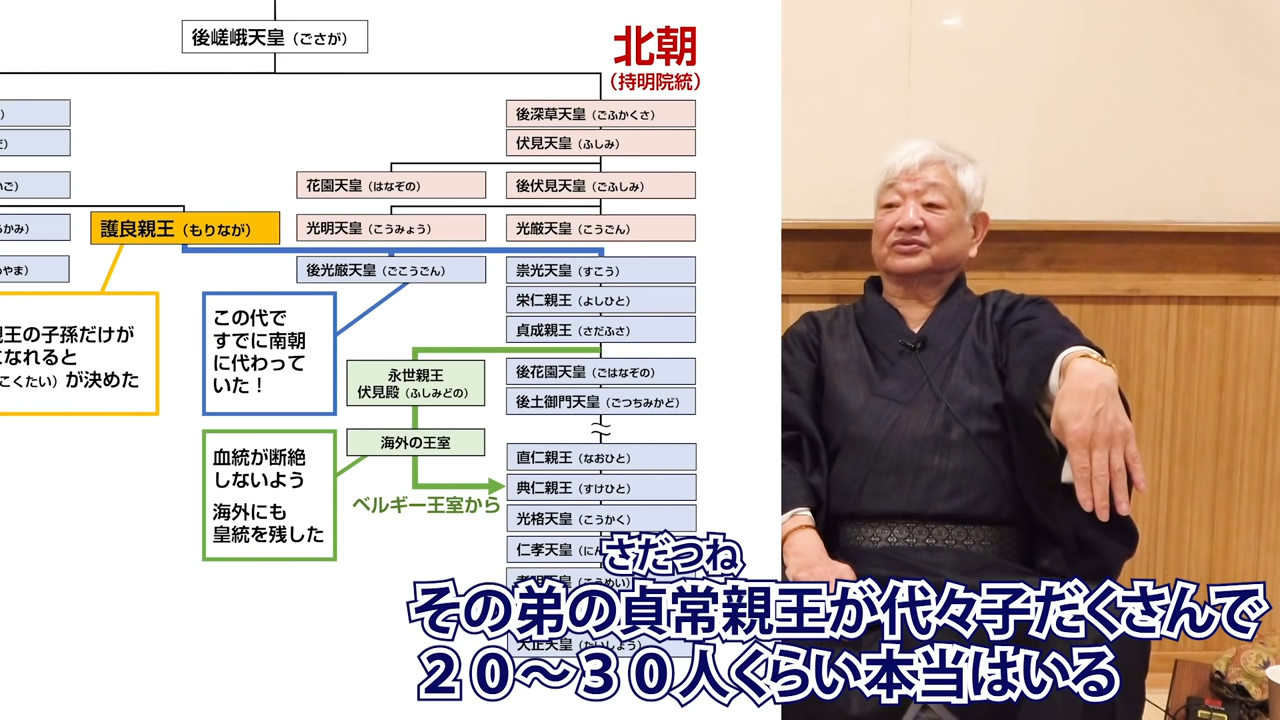 後嵯峨天皇（ごさが）
北朝
（持明院統）
後深草天皇（ごふかくさ）
伏見天皇（ふしみ）
花園天皇（はなぞの）
後伏見天皇（ごふしみ）
護良親王（もりなが）
光明天皇（こうみょう）
光厳天皇（こうごん）
後光厳天皇（ごこうごん）
崇光天皇（すこう）
栄仁親王（よしひと）
貞成親王（さだふさ）
王の子孫だけが
なれると
こくたい）が決めた
この代で
すでに南朝
に代わって
いた！
永世親王
伏見殿（ふしみどの）
後花園天皇（ごはなぞの）
後土御門天皇（ごつちみかど）
海外の王室
血統が断絶
しないよう
海外にも
皇統を残した
ベルギー王室から
直仁親王（なおひと）
典仁親王（すけひと）
光格天皇（こうかく）
仁孝天皇（にん
さだつね
その弟の貞常親王が代々子だくさんで
２０～３０人くらい本当はいる